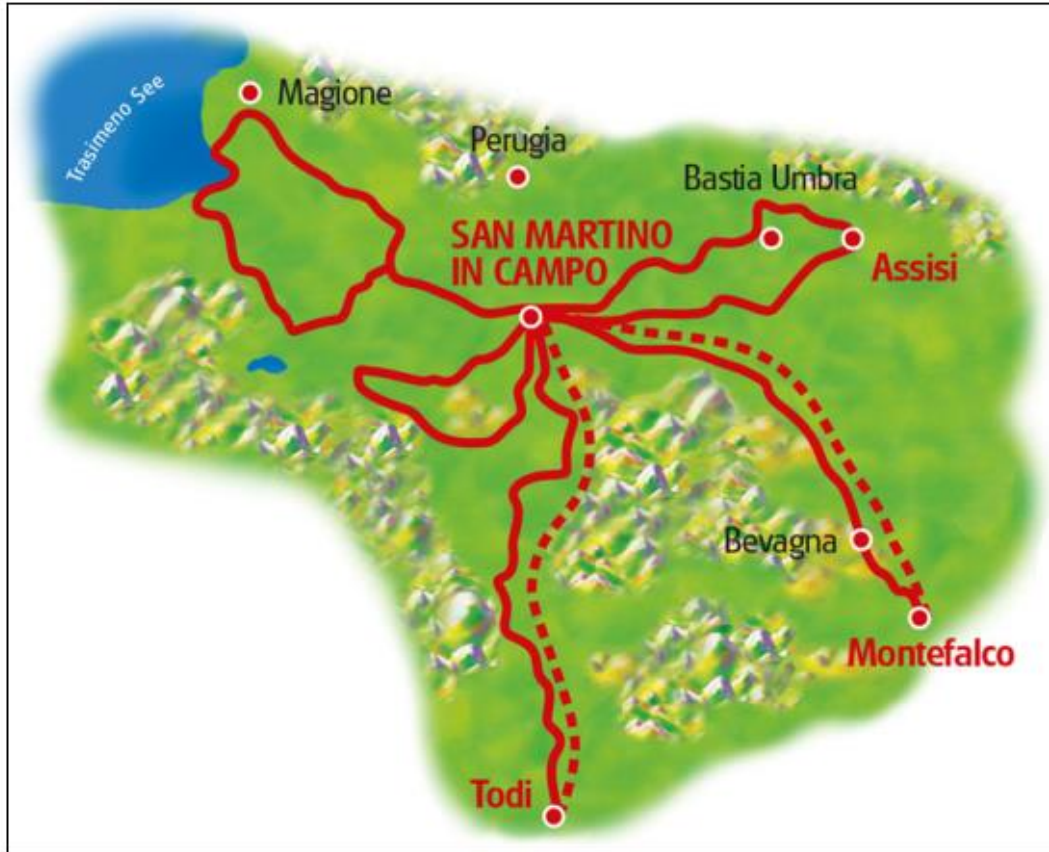 Trasimeno See
Magione
Perugia
Bastia Umbra
SAN MARTINO
IN CAMPO
Assisi
Bevagna
Montefalco
Todi